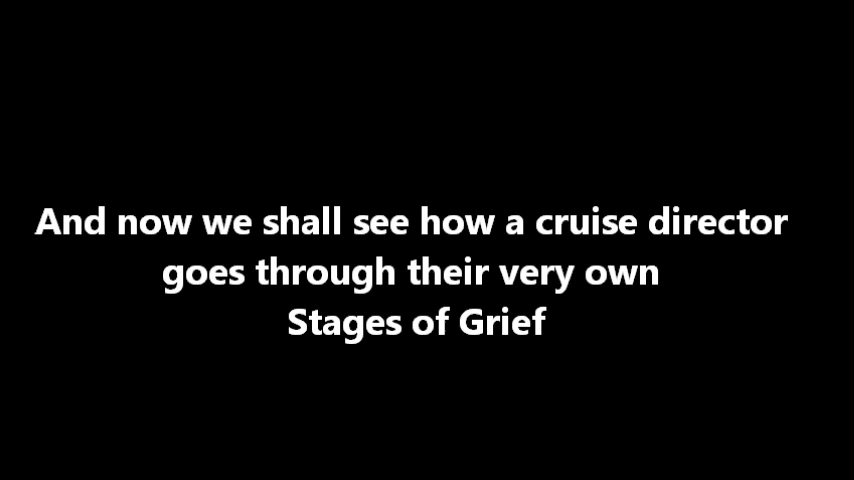 And now we shall see how a cruise director
goes through their very own
Stages of Grief